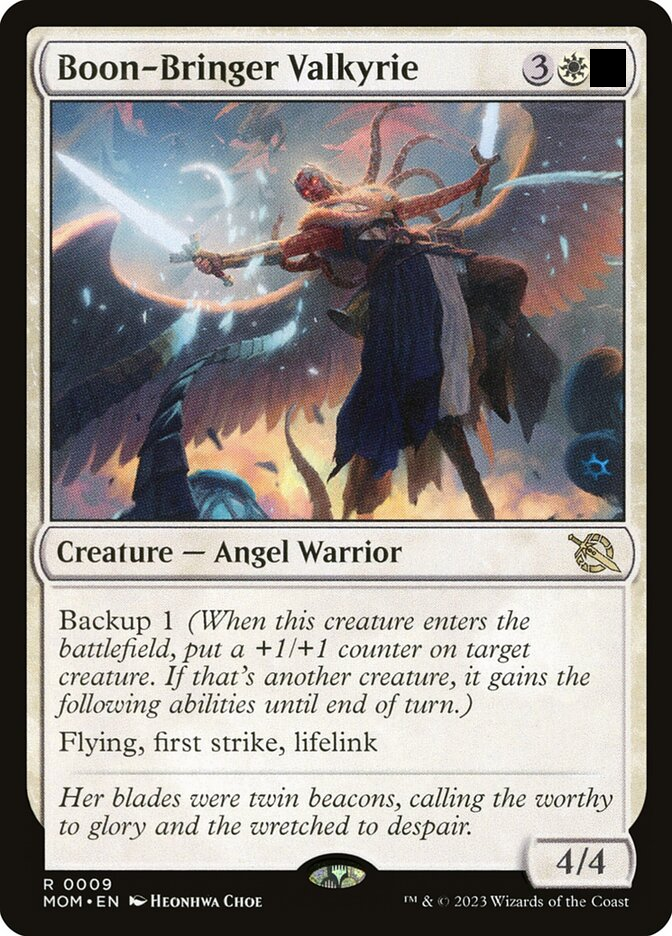 Boon-Bringer Valkyrie 3
Creature — Angel Warrior
Backup 1 (When this creature enters the
battlefield, put a +1/+1 counter on target
creature. If that's another creature, it gains the
following abilities until end of turn.)
Flying, first strike, lifelink
Her blades were twin beacons, calling the worthy
to glory and the wretched to despair.
4/4
R 0009
MOM • EN Heonhwa Choe
™ & © 2023 Wizards of the Coast